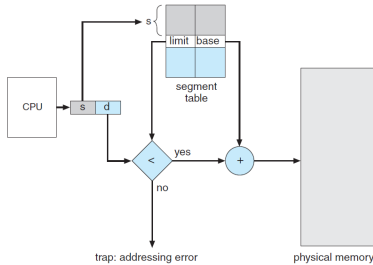 s
limit base
segment
table
CPU
s d
<
yes
+
no
trap: addressing error
physical memory